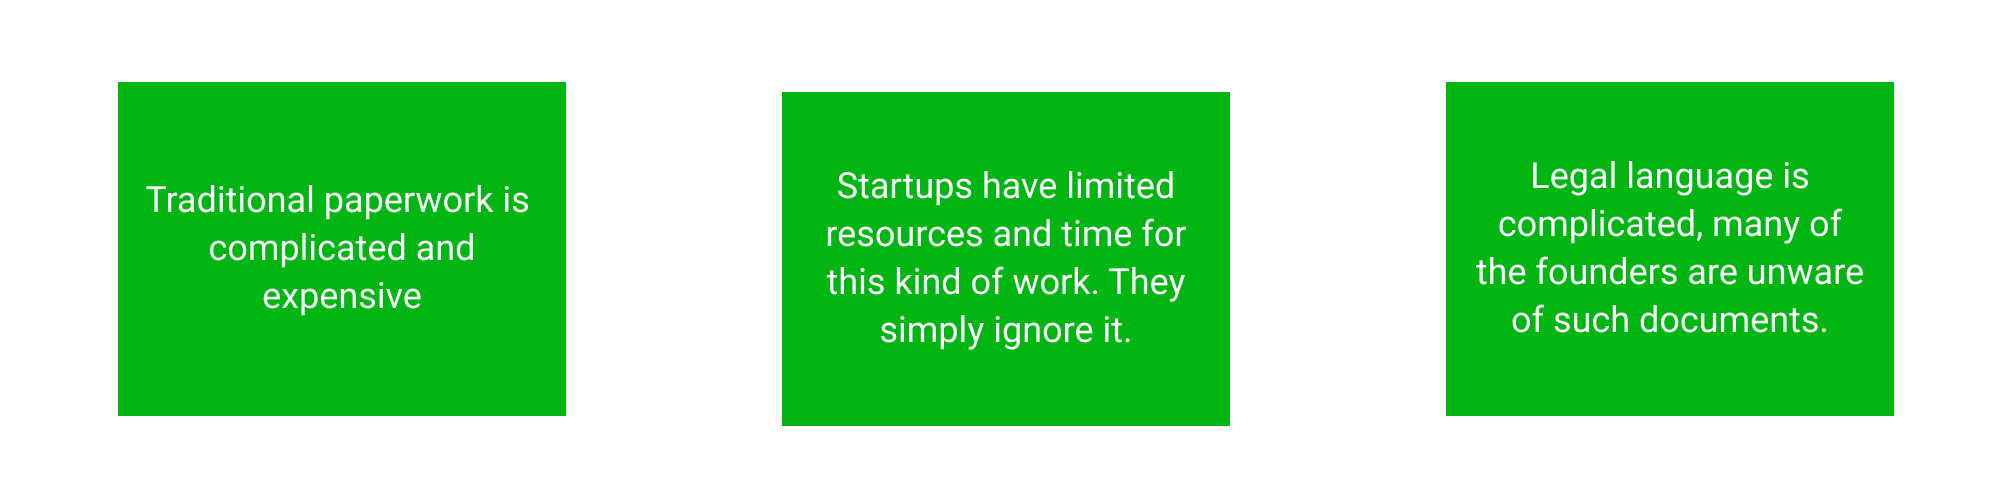 Traditional paperwork is
complicated and
expensive
Startups have limited
resources and time for
this kind of work. They
simply ignore it.
Legal language is
complicated, many of
the founders are unware
of such documents.